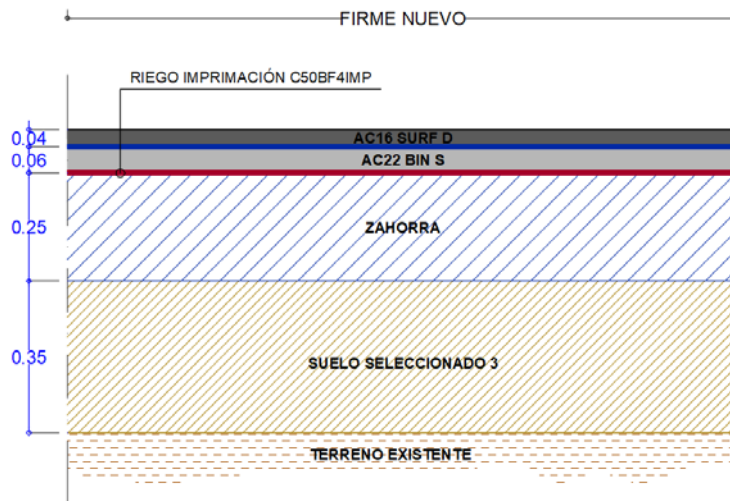 FIRME NUEVO
RIEGO IMPRIMACIÓN C50BF4IMP
0.04
AC16 SURF D
0.06
AC22 BIN S
0.25
ZAHORRA
0.35
SUELO SELECCIONADO 3
TERRENO EXISTENTE